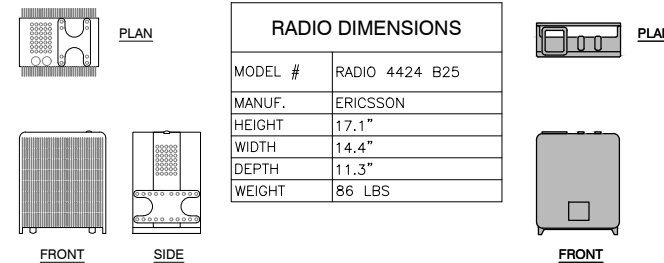 PLAN
FRONT
SIDE
RADIO DIMENSIONS
MODEL # RADIO 4424 B25
MANUF. ERICSSON
HEIGHT 17.1"
WIDTH 14.4"
DEPTH 11.3"
WEIGHT 86 LBS
PLAN
FRONT